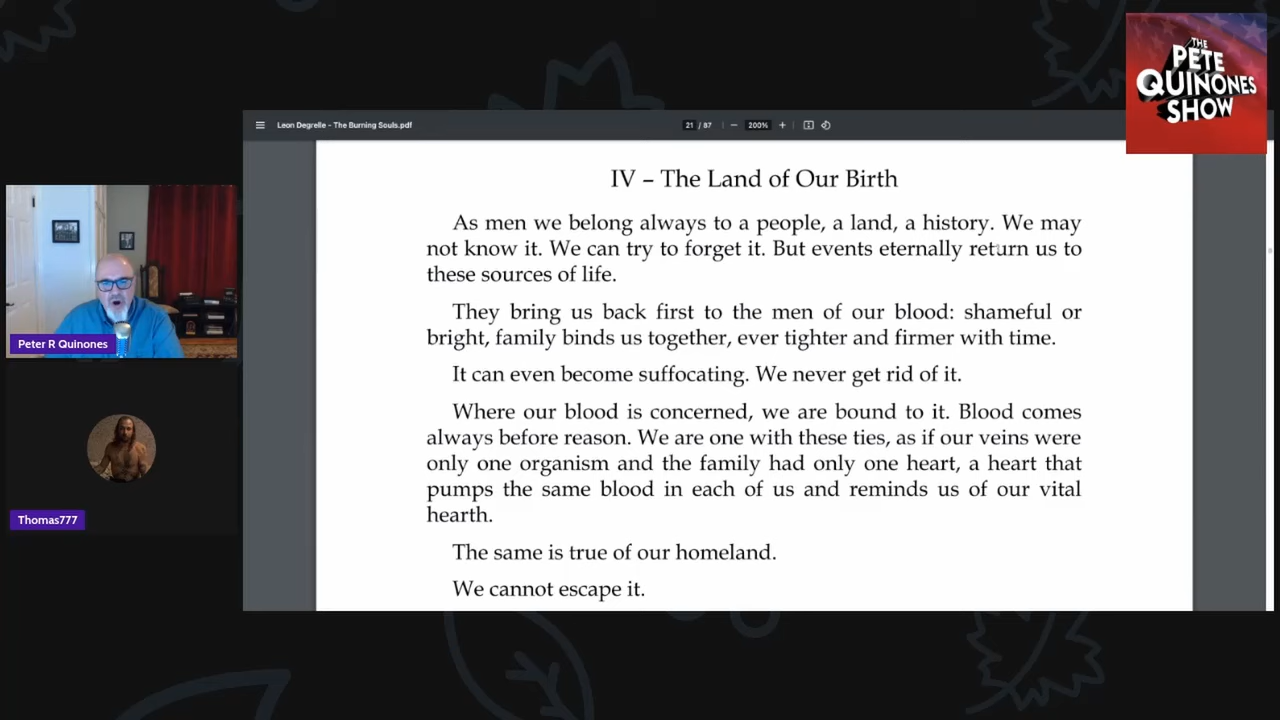 THE
PETE
QUINONES
SHOW
Leon Degrelle - The Burning Souls.pdf
21 / 87
200%
IV – The Land of Our Birth
As men we belong always to a people, a land, a history. We may
not know it. We can try to forget it. But events eternally return us to
these sources of life.
They bring us back first to the men of our blood: shameful or
bright, family binds us together, ever tighter and firmer with time.
It can even become suffocating. We never get rid of it.
Where our blood is concerned, we are bound to it. Blood comes
always before reason. We are one with these ties, as if our veins were
only one organism and the family had only one heart, a heart that
pumps the same blood in each of us and reminds us of our vital
hearth.
The same is true of our homeland.
We cannot escape it.
Peter R Quinones
Thomas777